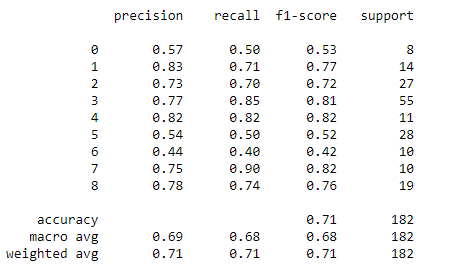 precision recall f1-score support
0 0.57 0.50 0.53 8
1 0.83 0.71 0.77 14
2 0.73 0.70 0.72 27
3 0.77 0.85 0.81 55
4 0.82 0.82 0.82 11
5 0.54 0.50 0.52 28
6 0.44 0.40 0.42 10
7 0.75 0.90 0.82 10
8 0.78 0.74 0.76 19
accuracy 0.71 182
macro avg 0.69 0.68 0.68 182
weighted avg 0.71 0.71 0.71 182